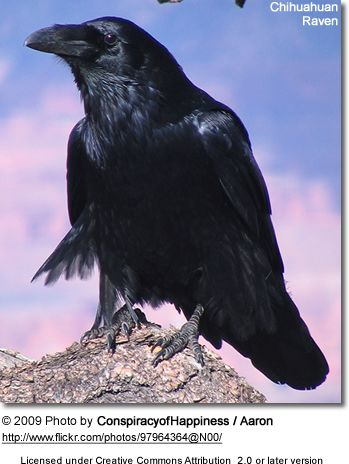 Chihuahuan
Raven
© 2009 Photo by ConspiracyofHappiness / Aaron
http://www.flickr.com/photos/97964364@N00/
Licensed under Creative Commons Attribution 2.0 or later version